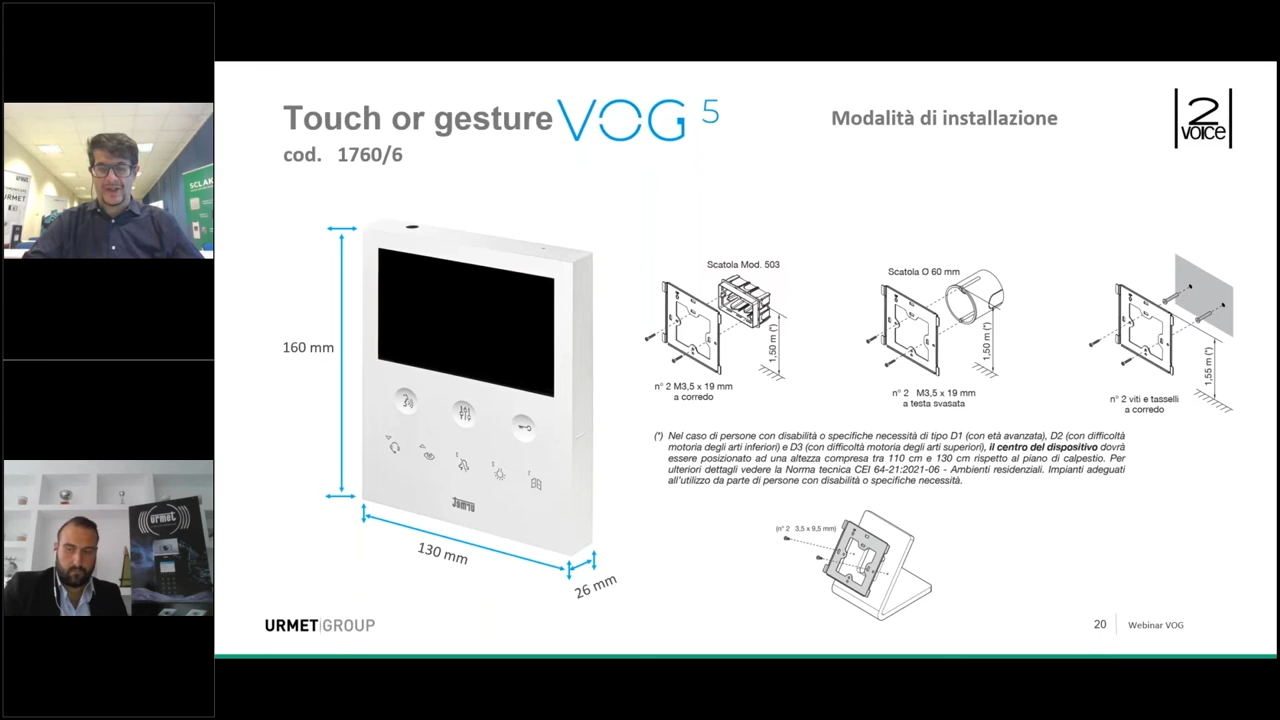 Touch or gesture VOG 5
cod. 1760/6
Modalità di installazione
2
VOICE
160 mm
130 mm
26 mm
urmet
Scatola Mod. 503
1,50 m (*)
n° 2 M3,5 x 19 mm
a corredo
Scatola Ø 60 mm
1,50 m (*)
n° 2 M3,5 x 19 mm
a testa svasata
1,55 m (*)
n° 2 viti e tasselli
a corredo
(*) Nel caso di persone con disabilità o specifiche necessità di tipo D1 (con età avanzata), D2 (con difficoltà
motoria degli arti inferiori) e D3 (con difficoltà motoria degli arti superiori), il centro del dispositivo dovrà
essere posizionato ad una altezza compresa tra 110 cm e 130 cm rispetto al piano di calpestio. Per
ulteriori dettagli vedere la Norma tecnica CEI 64-21:2021-06 - Ambienti residenziali. Impianti adeguati
all'utilizzo da parte di persone con disabilità o specifiche necessità.
(n° 2 3,5 x 9,5 mm)
URMET GROUP
20
Webinar VOG
URMET
SCLAK
urmet